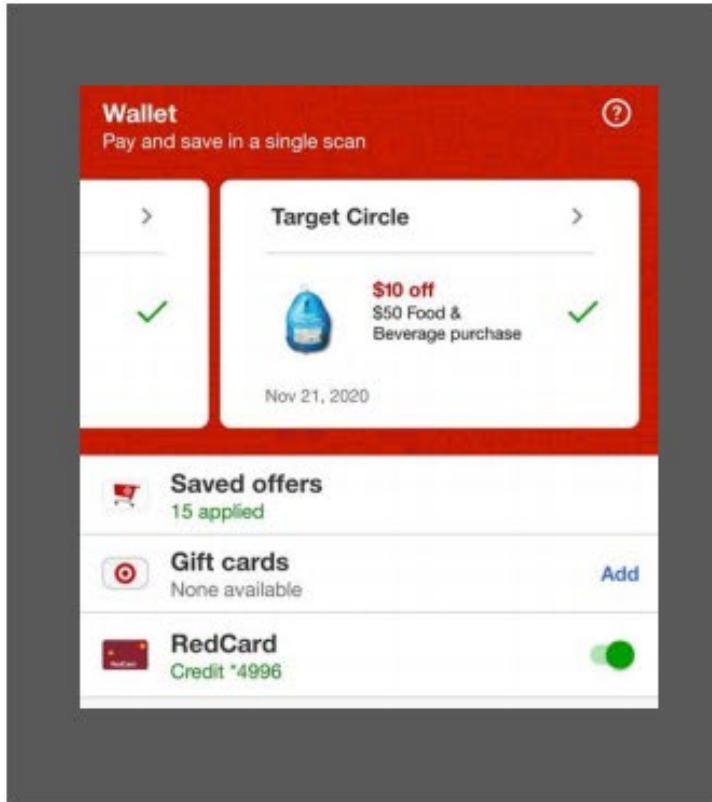 Wallet
Pay and save in a single scan
Target Circle
$10 off
$50 Food &
Beverage purchase
Nov 21, 2020
Saved offers
15 applied
Gift cards
None available
Add
RedCard
Credit *4996